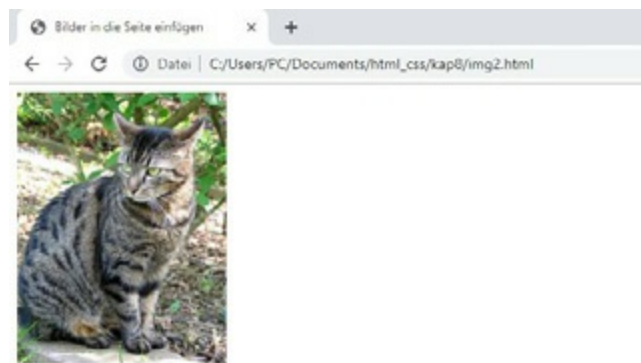 Bilder in die Seite einfügen
Datei | C:/Users/PC/Documents/html_css/kap8/img2.html